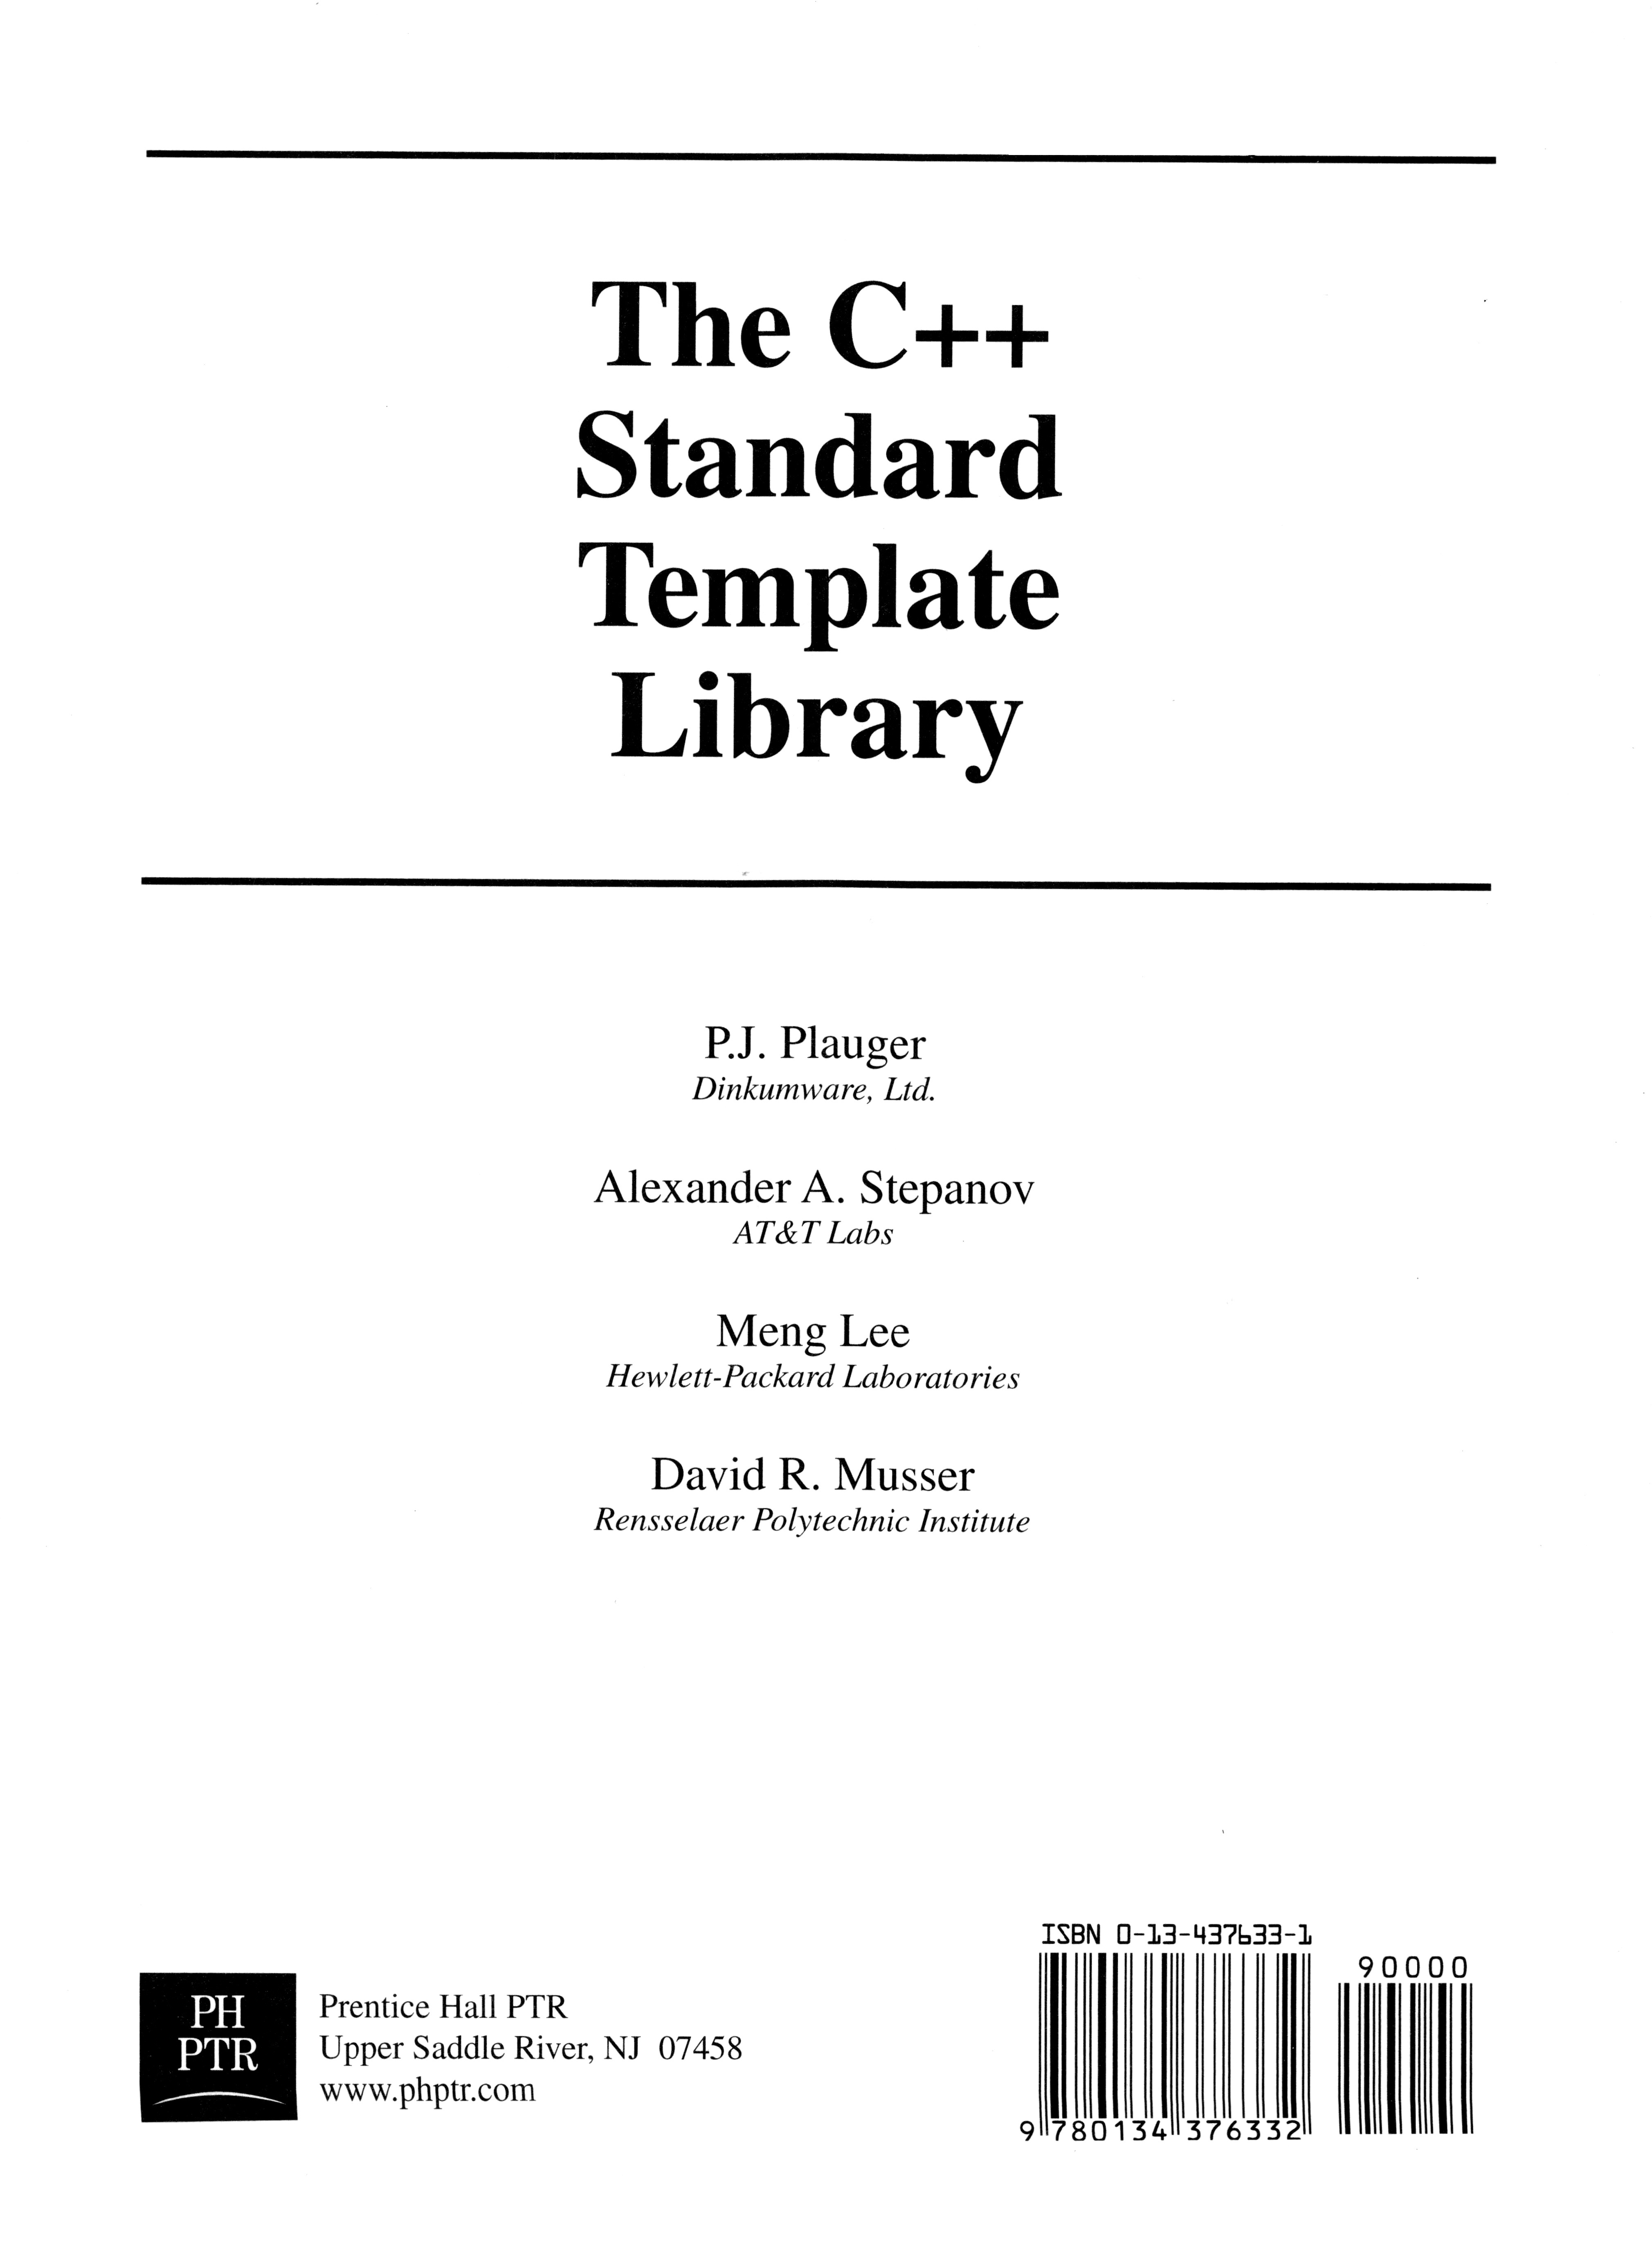 The C++
Standard
Template
Library
P.J. Plauger
Dinkumware, Ltd.
Alexander A. Stepanov
AT&T Labs
Meng Lee
Hewlett-Packard Laboratories
David R. Musser
Rensselaer Polytechnic Institute
PH
PTR
Prentice Hall PTR
Upper Saddle River, NJ 07458
www.phptr.com
ISBN 0-13-437633-1
90000
9 780134 376332